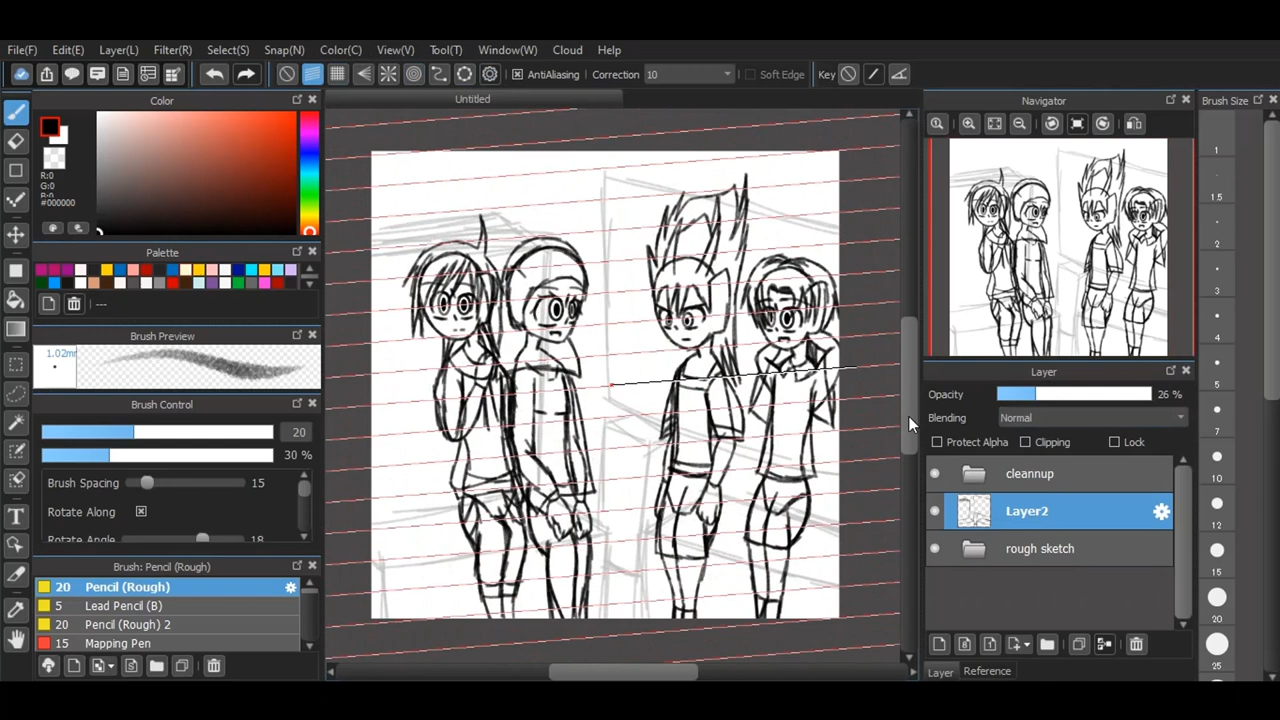 File(F) Edit(E) Layer(L) Filter(R) Select(S) Snap(N) Color(C) View(V) Tool(T) Window(W) Cloud Help
AntiAliasing Correction 10 Soft Edge Key
Color
Untitled
Navigator
Brush Size
R:0
G:0
#000000
Palette
---
Brush Preview
1.02m
Brush Control
20
30 %
Brush Spacing 15
Rotate Along
Rotate Angle 18
Brush: Pencil (Rough)
20 Pencil (Rough)
5 Lead Pencil (B)
20 Pencil (Rough) 2
15 Mapping Pen
Layer
Opacity 26 %
Blending Normal
Protect Alpha Clipping Lock
cleannup
Layer2
rough sketch
Layer Reference
1
1.5
2
3
4
5
7
10
12
15
20
25